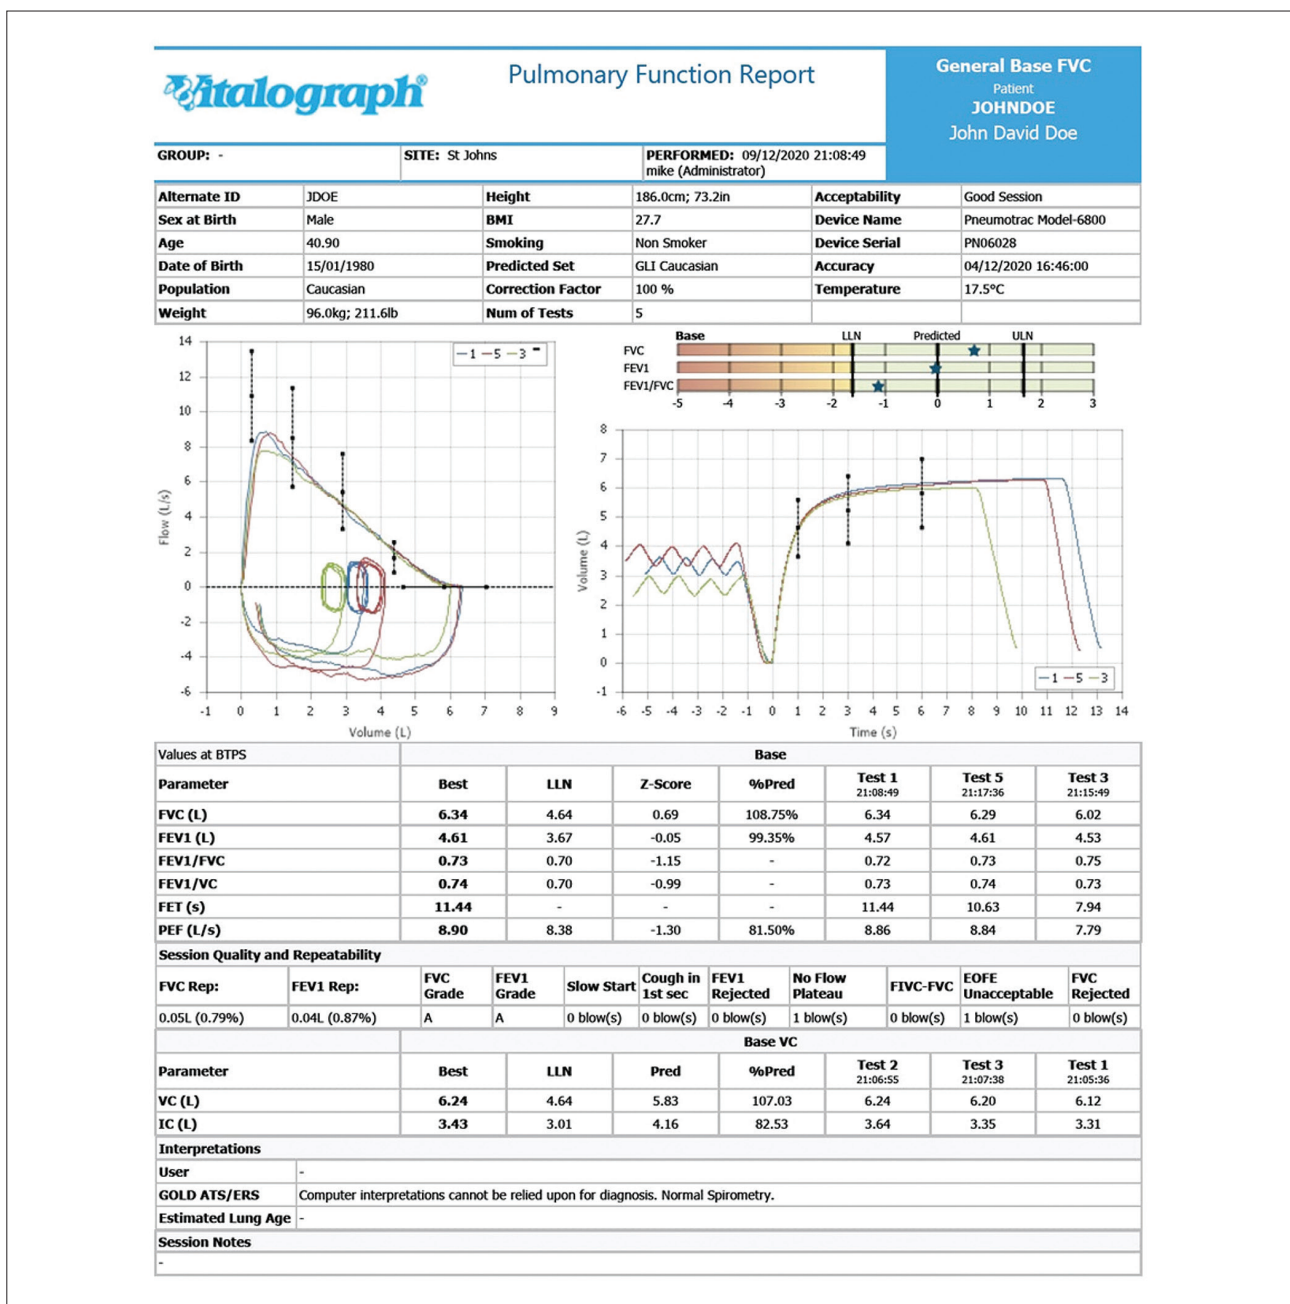 Vitalograph®
Pulmonary Function Report
General Base FVC
Patient
JOHNDOE
John David Doe
GROUP: -
SITE: St Johns
PERFORMED: 09/12/2020 21:08:49
mike (Administrator)
Alternate ID JDOE Height 186.0cm; 73.2in Acceptability Good Session
Sex at Birth Male BMI 27.7 Device Name Pneumotrac Model-6800
Age 40.90 Smoking Non Smoker Device Serial PN06028
Date of Birth 15/01/1980 Predicted Set GLI Caucasian Accuracy 04/12/2020 16:46:00
Population Caucasian Correction Factor 100 % Temperature 17.5°C
Weight 96.0kg; 211.6lb Num of Tests 5
14
12
10
8
6
4
2
0
-2
-4
-6
Flow (L/s)
1 5 3
-1 0 1 2 3 4 5 6 7 8 9
Volume (L)
Base LLN Predicted ULN
FVC
FEV1
FEV1/FVC
-5 -4 -3 -2 -1 0 1 2 3
8
7
6
5
4
3
2
1
0
-1
Volume (L)
1 5 3
-6 -5 -4 -3 -2 -1 0 1 2 3 4 5 6 7 8 9 10 11 12 13 14
Time (s)
Values at BTPS Base
Parameter Best LLN Z-Score %Pred Test 1 Test 5 Test 3
21:08:49 21:17:36 21:15:49
FVC (L) 6.34 4.64 0.69 108.75% 6.34 6.29 6.02
FEV1 (L) 4.61 3.67 -0.05 99.35% 4.57 4.61 4.53
FEV1/FVC 0.73 0.70 -1.15 - 0.72 0.73 0.75
FEV1/VC 0.74 0.70 -0.99 - 0.73 0.74 0.73
FET (s) 11.44 - - - 11.44 10.63 7.94
PEF (L/s) 8.90 8.38 -1.30 81.50% 8.86 8.84 7.79
Session Quality and Repeatability
FVC Rep: FEV1 Rep: FVC Grade FEV1 Grade Slow Start Cough in 1st sec FEV1 Rejected No Flow Plateau FIVC-FVC EOFE Unacceptable FVC Rejected
0.05L (0.79%) 0.04L (0.87%) A A 0 blow(s) 0 blow(s) 0 blow(s) 1 blow(s) 0 blow(s) 1 blow(s) 0 blow(s)
Base VC
Parameter Best LLN Pred %Pred Test 2 Test 3 Test 1
21:06:55 21:07:38 21:05:36
VC (L) 6.24 4.64 5.83 107.03 6.24 6.20 6.12
IC (L) 3.43 3.01 4.16 82.53 3.64 3.35 3.31
Interpretations
User -
GOLD ATS/ERS Computer interpretations cannot be relied upon for diagnosis. Normal Spirometry.
Estimated Lung Age -
Session Notes
-